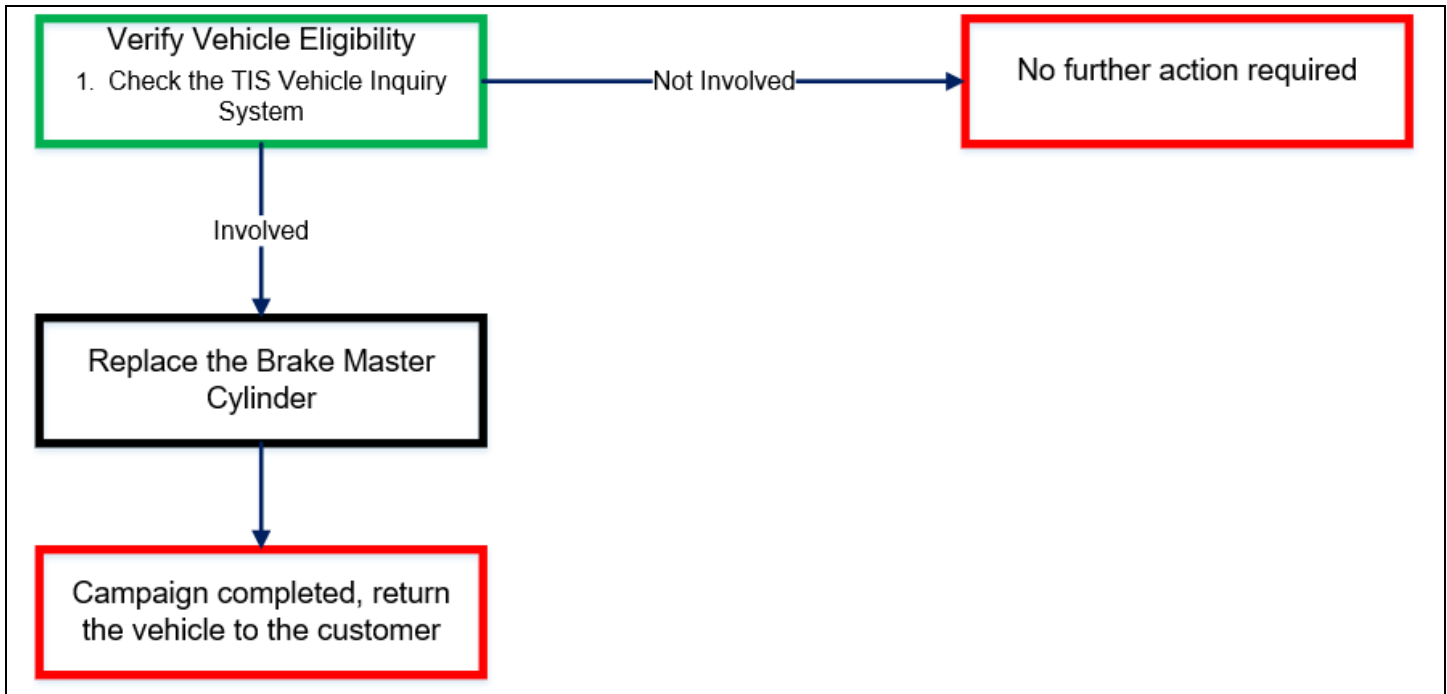 Verify Vehicle Eligibility
1. Check the TIS Vehicle Inquiry
System
Not Involved
No further action required
Involved
Replace the Brake Master
Cylinder
Campaign completed, return
the vehicle to the customer